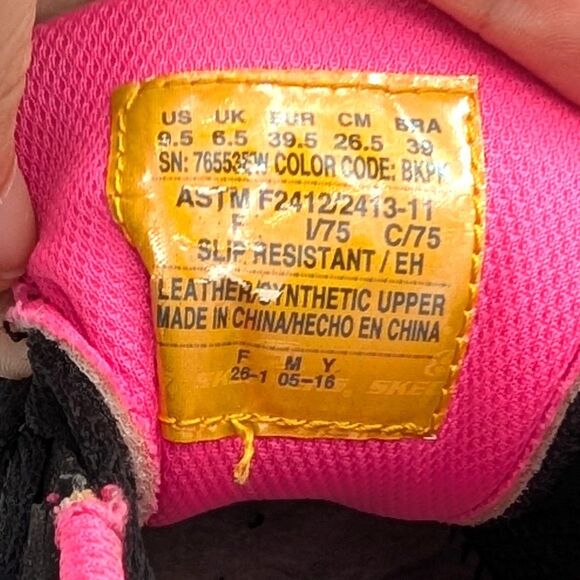 US UK EUR CM BRA
9.5 6.5 39.5 26.5 39
SN: 76553EW COLOR CODE: BKPK
ASTM F2412/2413-11
F I/75 C/75
SLIP RESISTANT / EH
LEATHER/SYNTHETIC UPPER
MADE IN CHINA/HECHO EN CHINA
F M Y
26-1 05-16